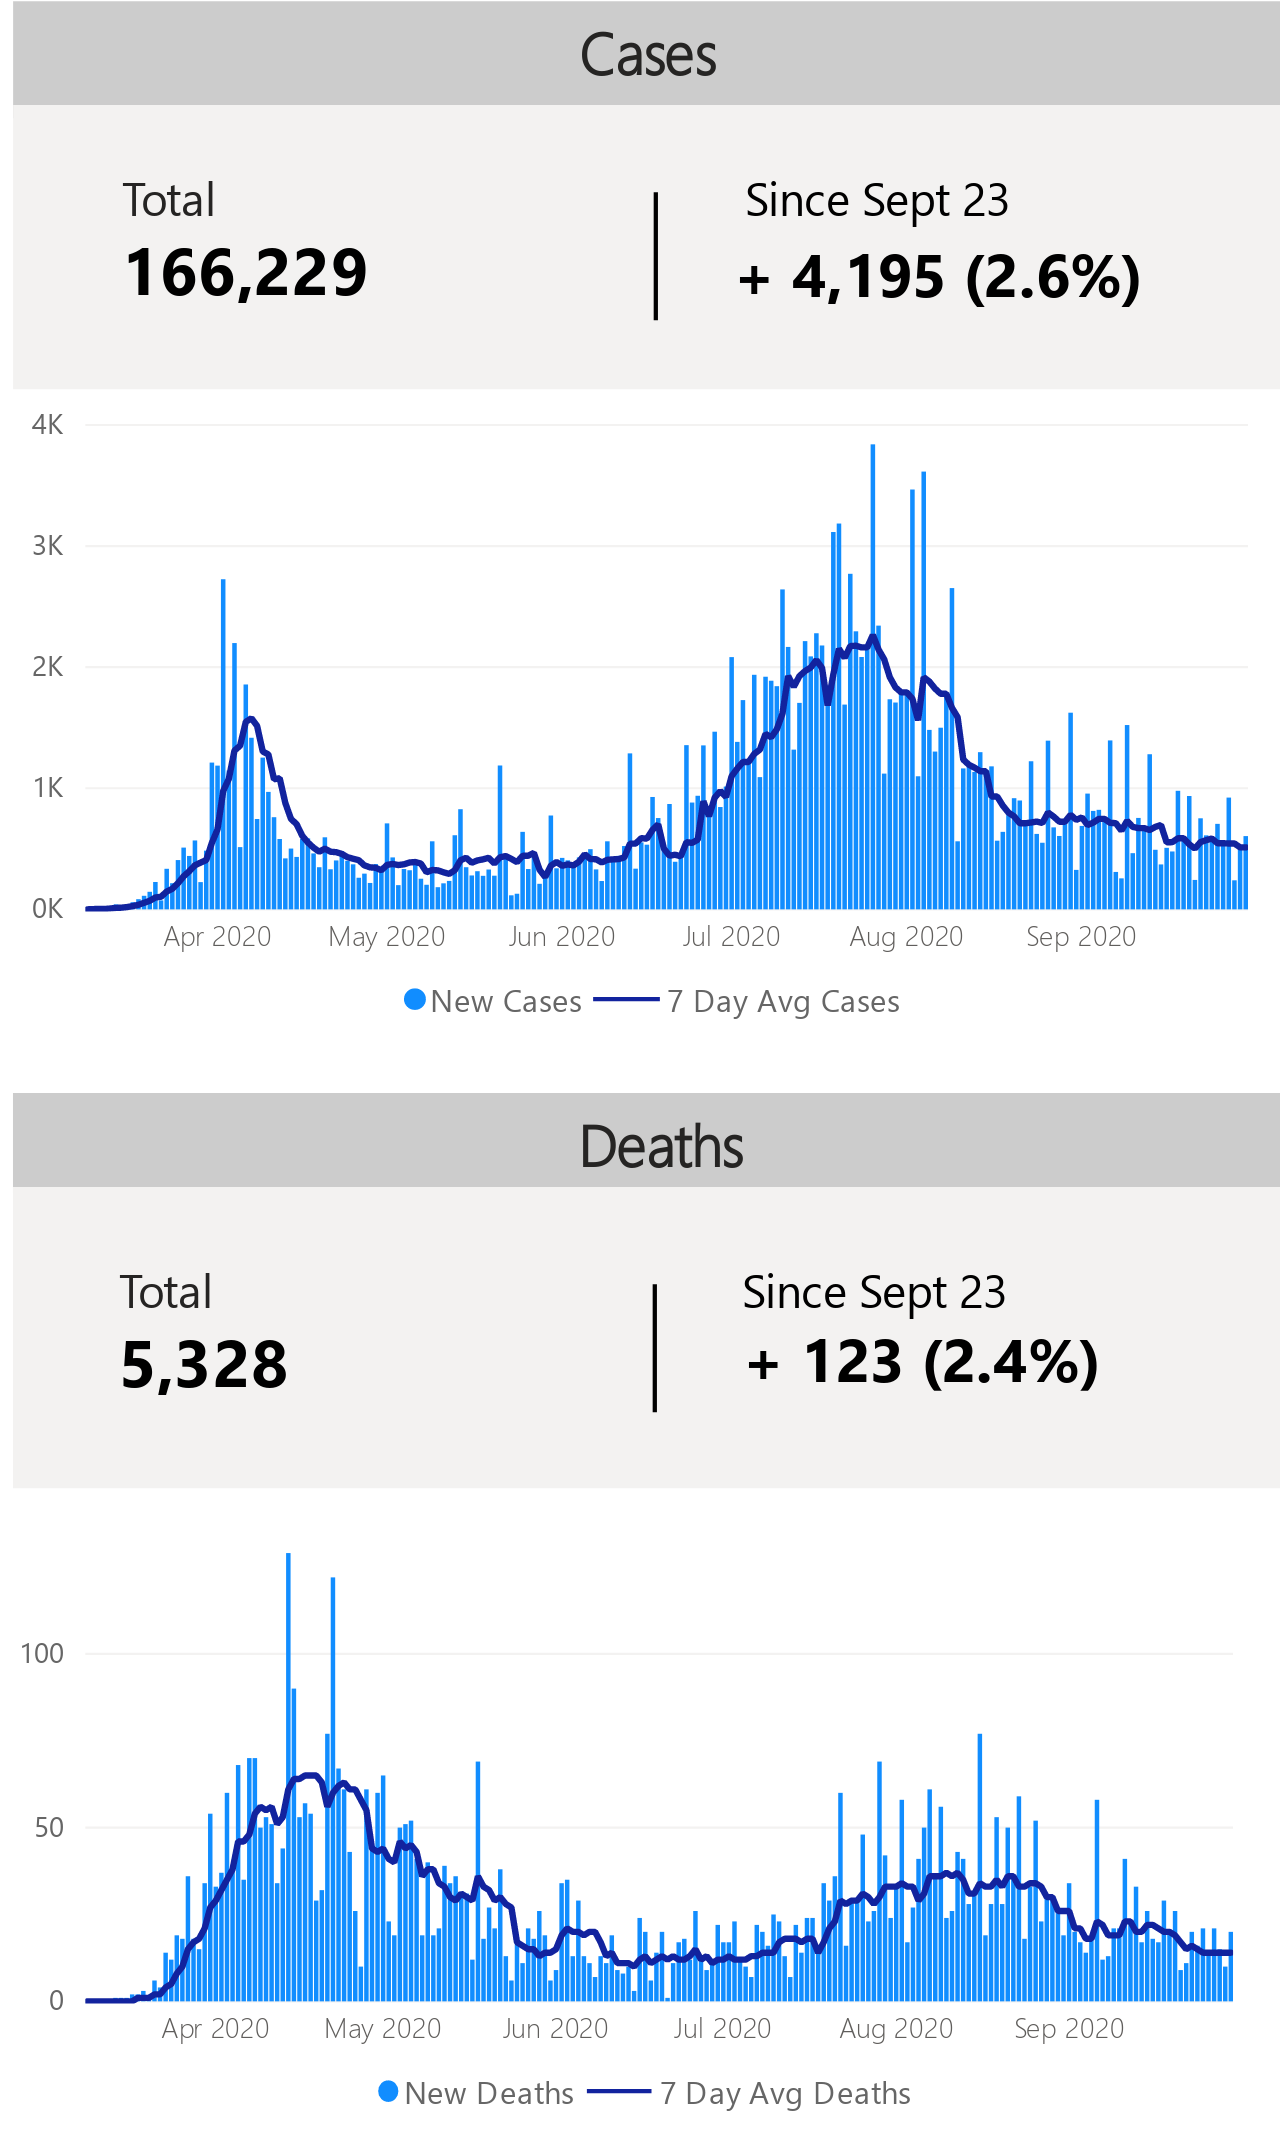 Cases
Total
Since Sept 23
166,229
+ 4,195 (2.6%)
4K
3K
2K
1K
0K
Apr 2020 May 2020 Jun 2020 Jul 2020 Aug 2020 Sep 2020
New Cases 7 Day Avg Cases
Deaths
Total
Since Sept 23
5,328
+ 123 (2.4%)
100
50
0
Apr 2020 May 2020 Jun 2020 Jul 2020 Aug 2020 Sep 2020
New Deaths 7 Day Avg Deaths